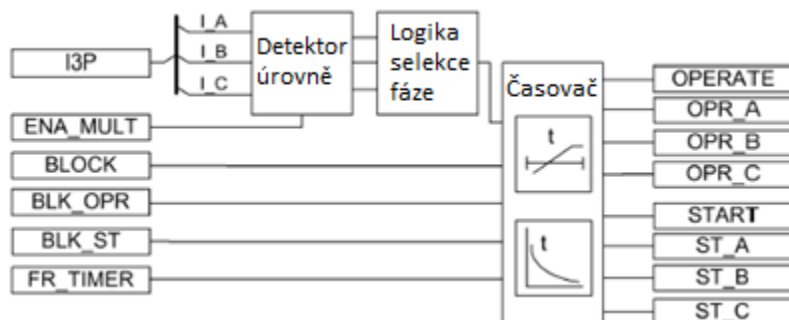 I3P
I_A
I_B
I_C
Detektor
úrovně
Logika
selekce
fáze
ENA_MULT
BLOCK
BLK_OPR
BLK_ST
FR_TIMER
Časovač
t
t
OPERATE
OPR_A
OPR_B
OPR_C
START
ST_A
ST_B
ST_C